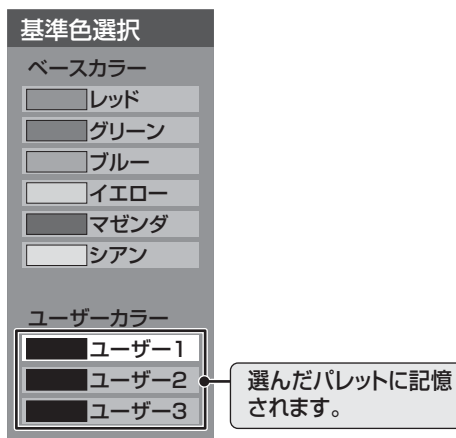 基準色選択
ベースカラー
レッド
グリーン
ブルー
イエロー
マゼンダ
シアン
ユーザーカラー
ユーザー1
ユーザー2
ユーザー3
選んだパレットに記憶
されます。